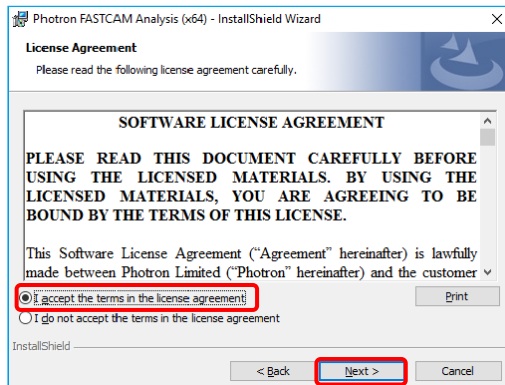 Photron FASTCAM Analysis (x64) - InstallShield Wizard
License Agreement
Please read the following license agreement carefully.
SOFTWARE LICENSE AGREEMENT
PLEASE READ THIS DOCUMENT CAREFULLY BEFORE
USING THE LICENSED MATERIALS. BY USING THE
LICENSED MATERIALS, YOU ARE AGREEING TO BE
BOUND BY THE TERMS OF THIS LICENSE.
This Software License Agreement (“Agreement” hereinafter) is lawfully
made between Photron Limited (“Photron” hereinafter) and the customer
I accept the terms in the license agreement
Print
I do not accept the terms in the license agreement
InstallShield
< Back
Next >
Cancel